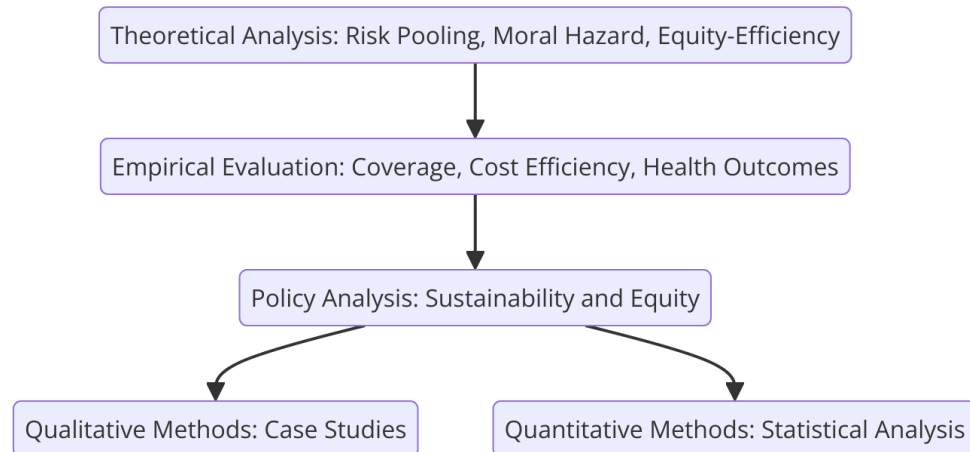 Theoretical Analysis: Risk Pooling, Moral Hazard, Equity-Efficiency
Empirical Evaluation: Coverage, Cost Efficiency, Health Outcomes
Policy Analysis: Sustainability and Equity
Qualitative Methods: Case Studies
Quantitative Methods: Statistical Analysis